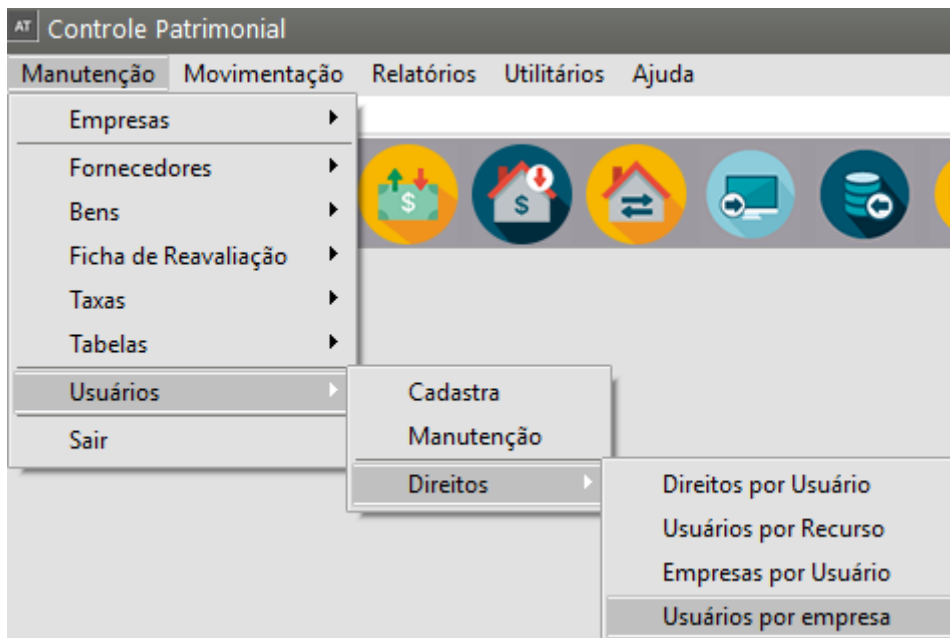 AT Controle Patrimonial
Manutenção Movimentação Relatórios Utilitários Ajuda
Empresas
Fornecedores
Bens
Ficha de Reavaliação
Taxas
Tabelas
Usuários
Sair
Cadastra
Manutenção
Direitos
Direitos por Usuário
Usuários por Recurso
Empresas por Usuário
Usuários por empresa
$
$